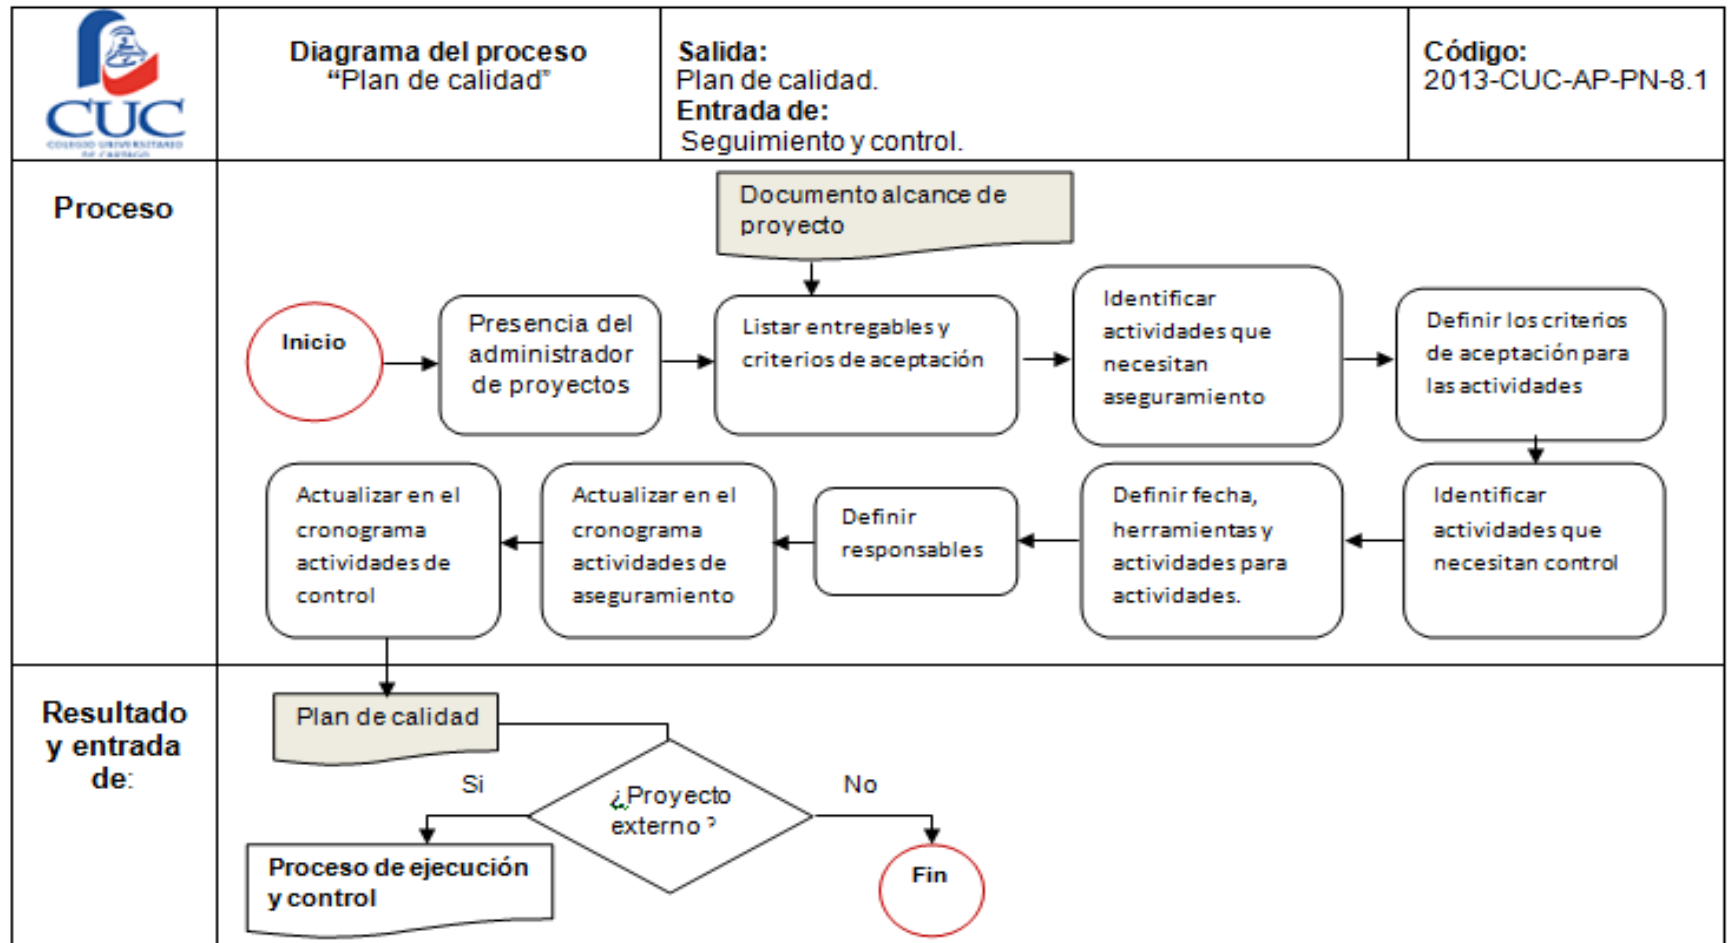 CUC
COLEGIO UNIVERSITARIO
DE CARTAGO
Diagrama del proceso
“Plan de calidad”
Salida:
Plan de calidad.
Entrada de:
Seguimiento y control.
Código:
2013-CUC-AP-PN-8.1
Proceso
Documento alcance de
proyecto
Inicio
Presencia del
administrador
de proyectos
Listar entregables y
criterios de aceptación
Identificar
actividades que
necesitan
aseguramiento
Definir los criterios
de aceptación para
las actividades
Identificar
actividades que
necesitan control
Definir fecha,
herramientas y
actividades para
actividades.
Definir
responsables
Actualizar en el
cronograma
actividades de
aseguramiento
Actualizar en el
cronograma
actividades de
control
Resultado
y entrada
de:
Plan de calidad
¿Proyecto
externo ?
Si
No
Proceso de ejecución
y control
Fin